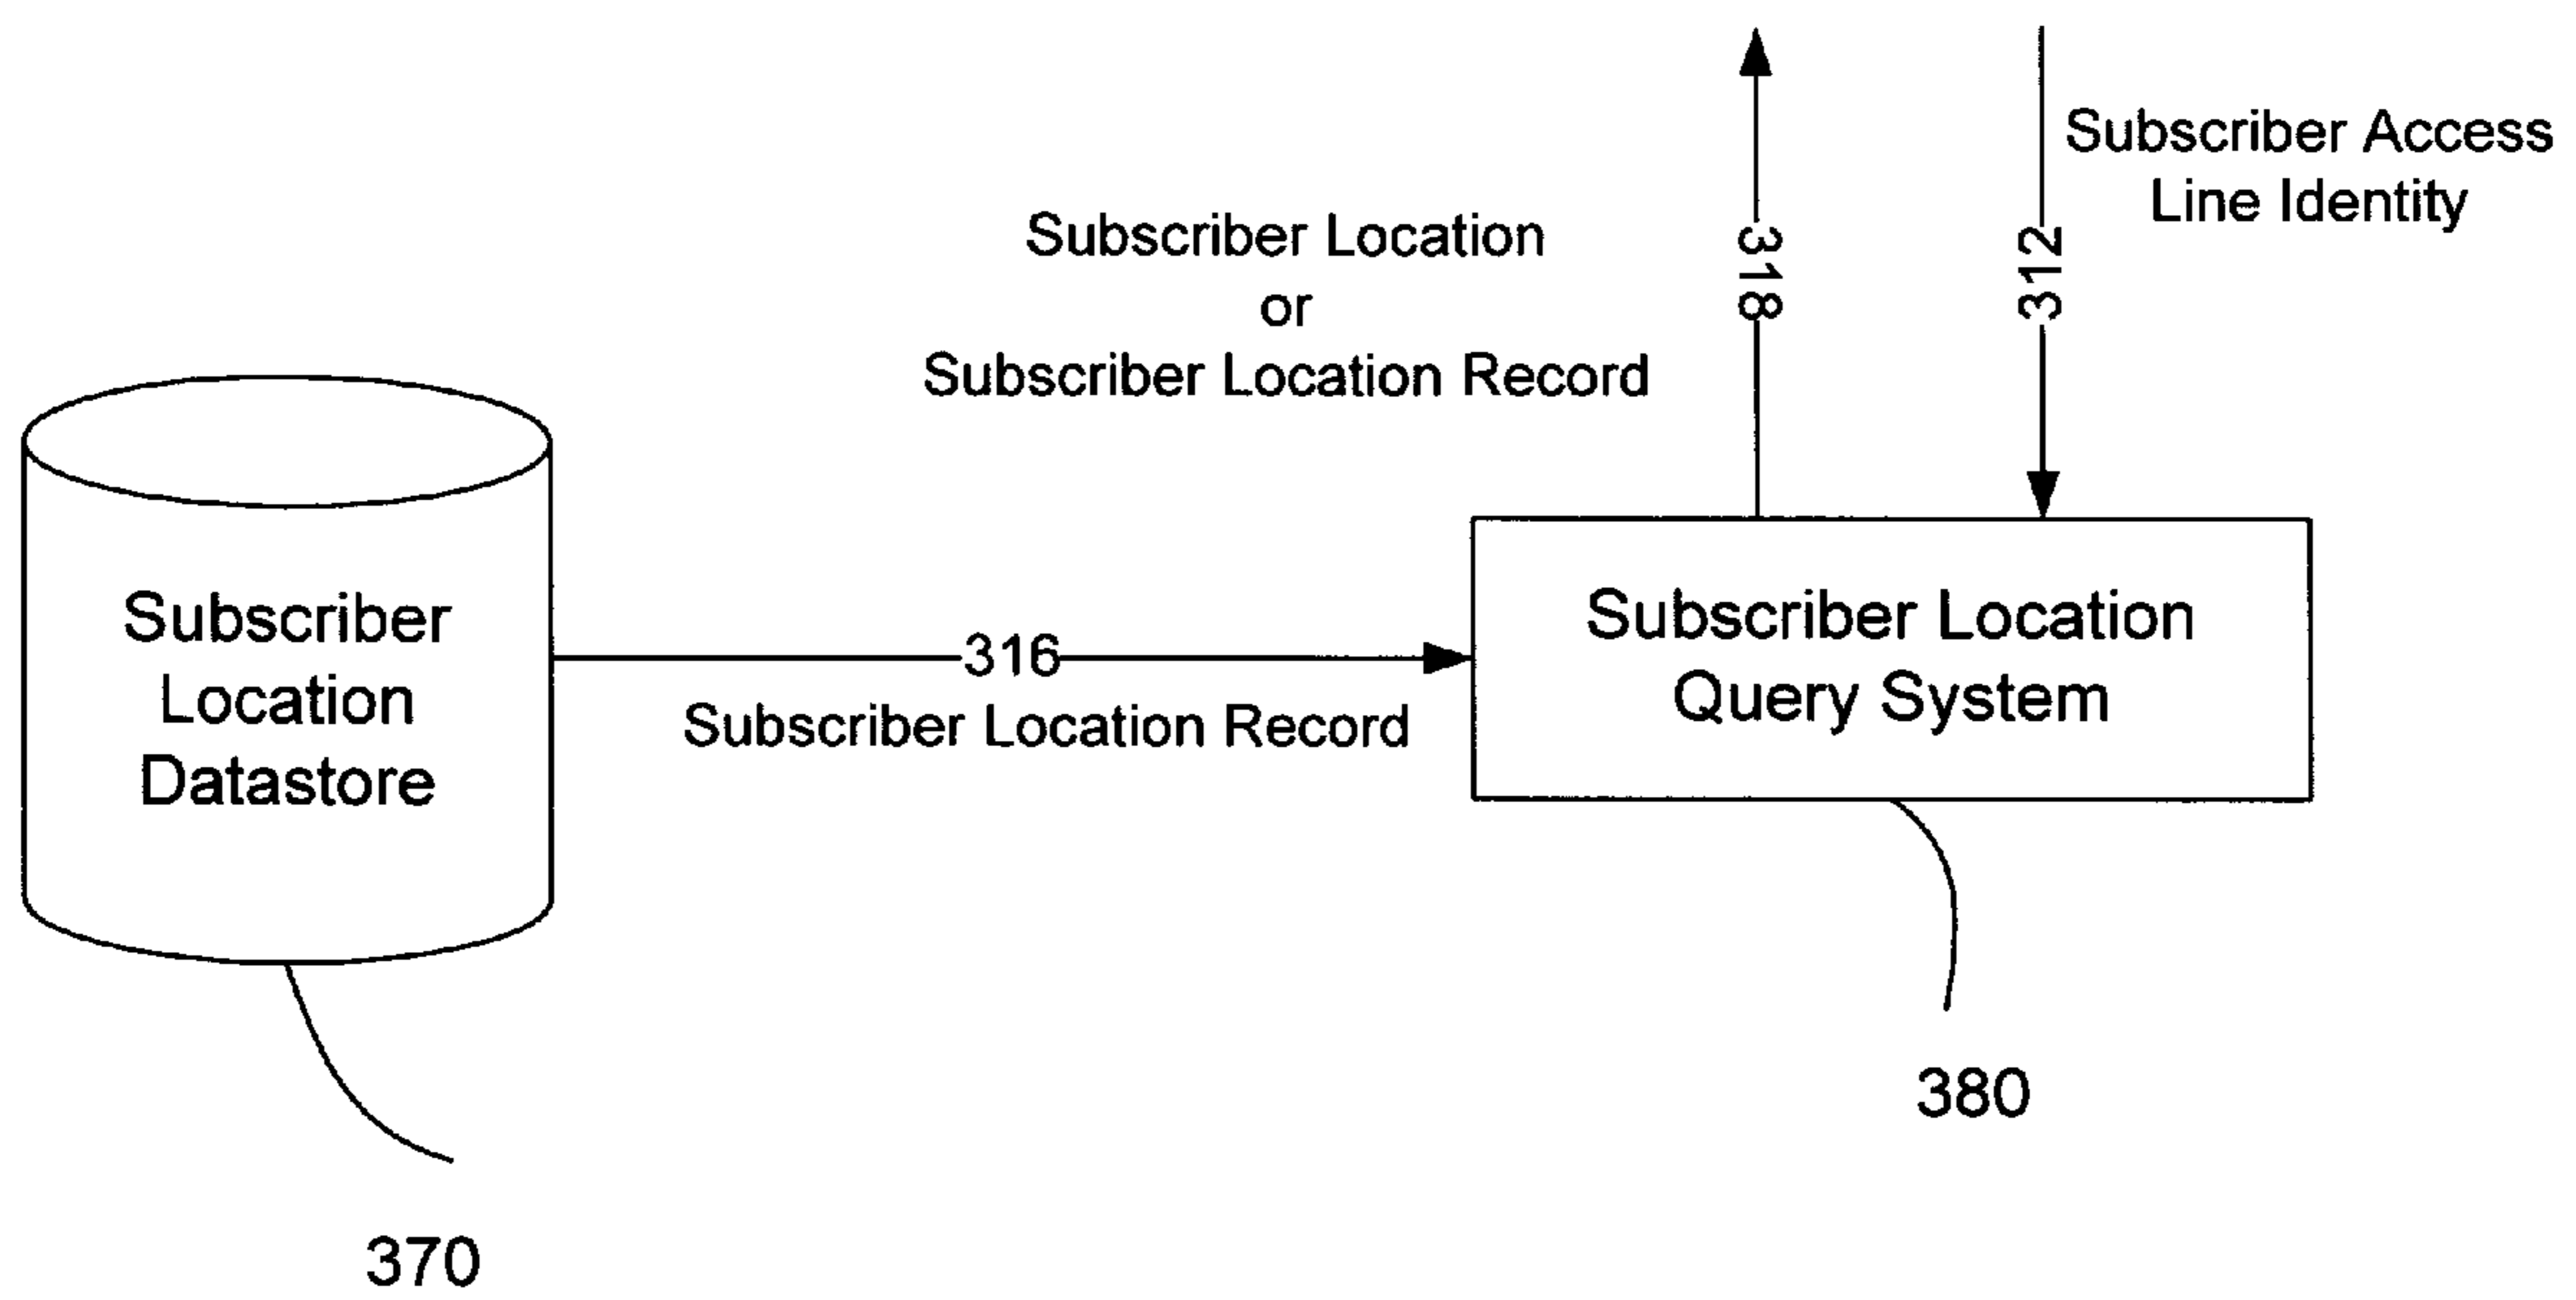 Subscriber Access
Line Identity
Subscriber Location
or
Subscriber Location Record
318
312
Subscriber
Location
Datastore
316
Subscriber Location Record
Subscriber Location
Query System
380
370